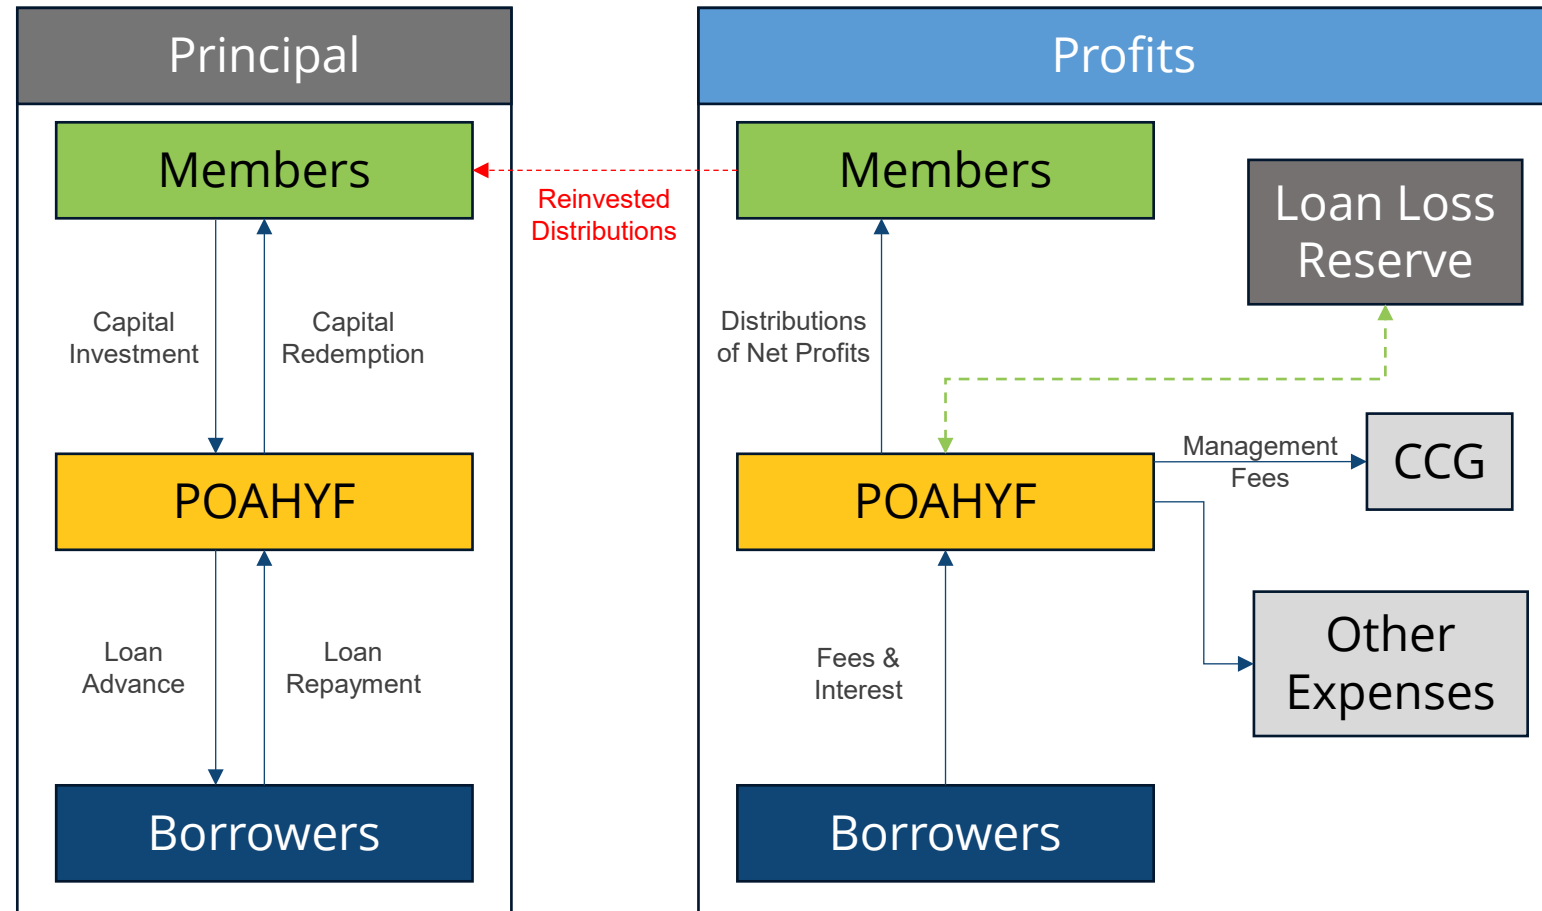 Principal
Profits
Members
Members
Reinvested
Distributions
Loan Loss
Reserve
Capital
Investment
Capital
Redemption
Distributions
of Net Profits
POAHYF
POAHYF
Management
Fees
CCG
Loan
Advance
Loan
Repayment
Fees &
Interest
Other
Expenses
Borrowers
Borrowers